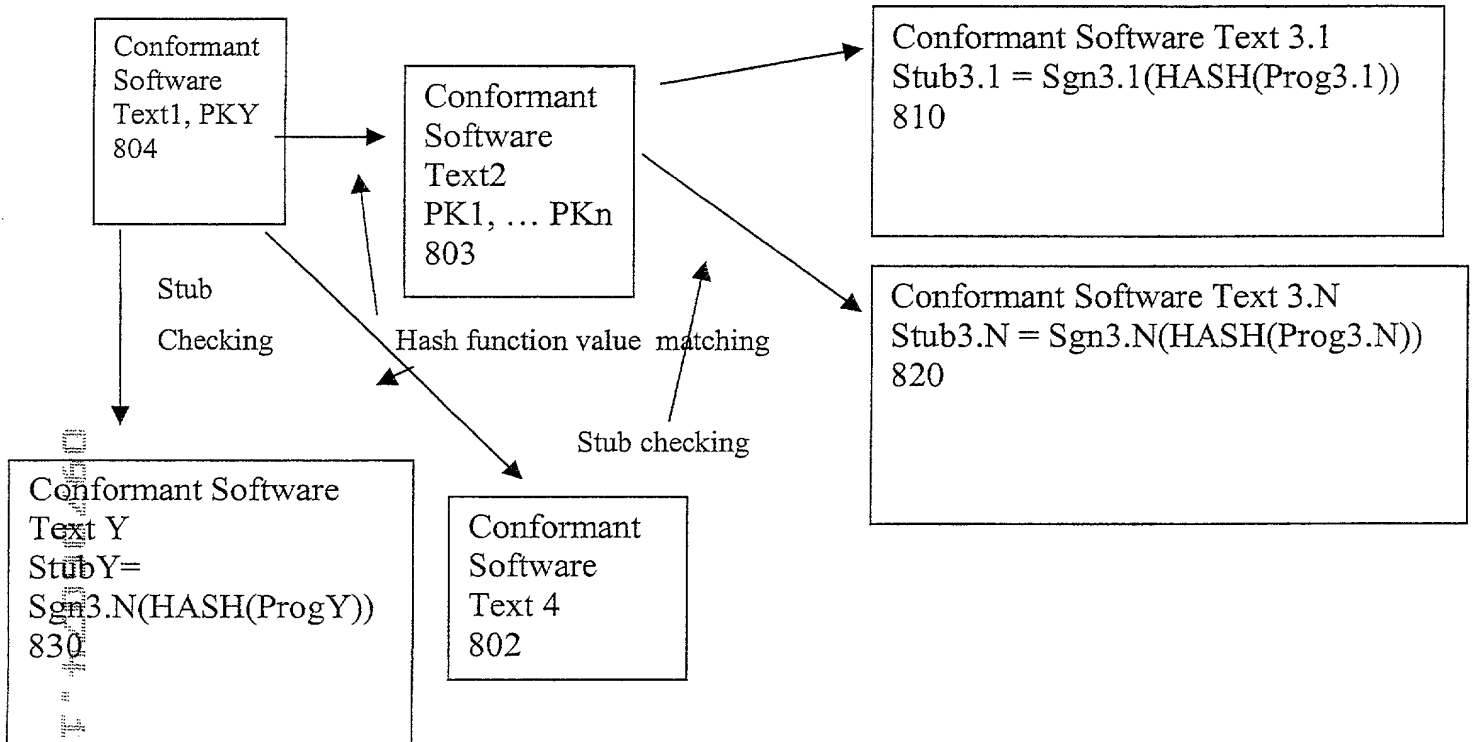 Conformant
Software
Text1, PKY
804
Conformant
Software
Text2
PK1, … PKn
803
Conformant Software Text 3.1
Stub3.1 = Sgn3.1(HASH(Prog3.1))
810
Conformant Software Text 3.N
Stub3.N = Sgn3.N(HASH(Prog3.N))
820
Stub
Checking
Hash function value matching
Stub checking
Conformant Software
Text Y
StubY=
Sgn3.N(HASH(ProgY))
830
Conformant
Software
Text 4
802